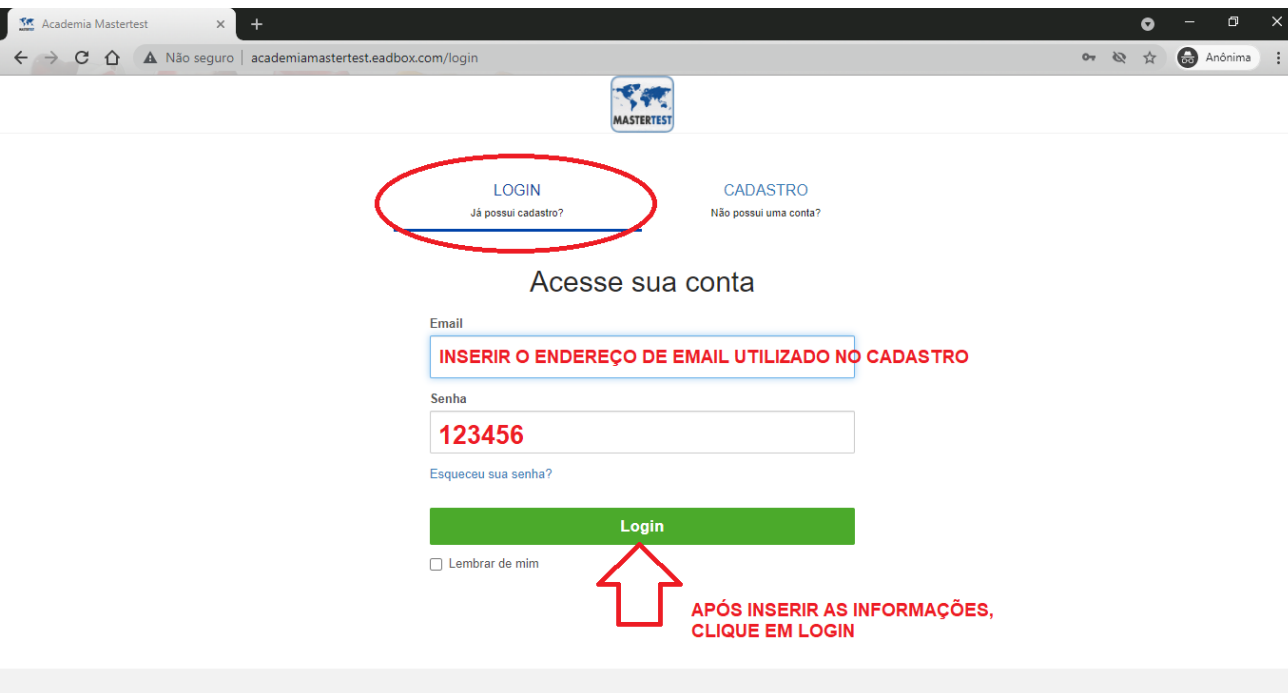 Academia Mastertest
Não seguro academiamastertest.eadbox.com/login Anônima
MASTERTEST
LOGIN CADASTRO
Já possui cadastro? Não possui uma conta?
Acesse sua conta
Email
INSERIR O ENDEREÇO DE EMAIL UTILIZADO NO CADASTRO
Senha
123456
Esqueceu sua senha?
Login
Lembrar de mim
APÓS INSERIR AS INFORMAÇÕES,
CLIQUE EM LOGIN